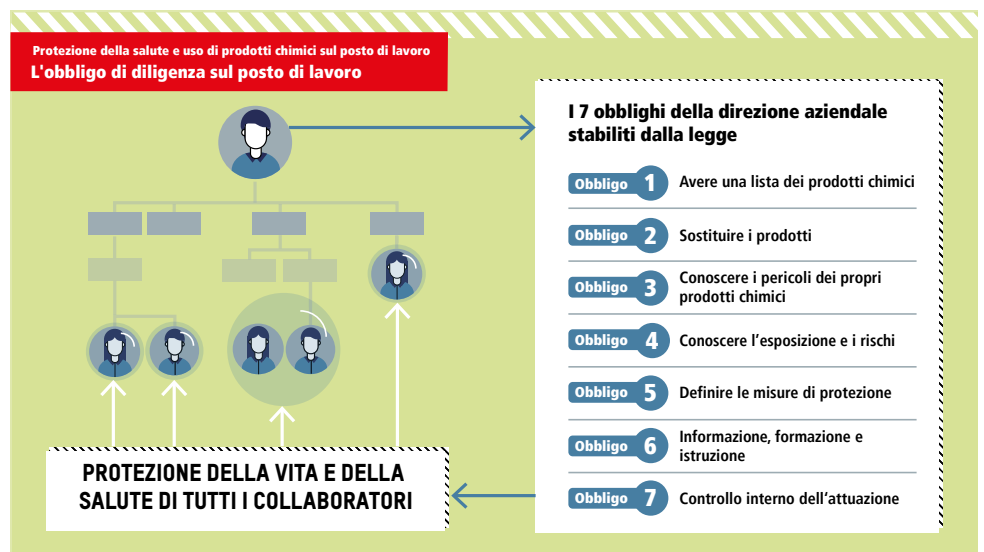 Protezione della salute e uso di prodotti chimici sul posto di lavoro
L'obbligo di diligenza sul posto di lavoro
I 7 obblighi della direzione aziendale
stabiliti dalla legge
Obbligo 1 Avere una lista dei prodotti chimici
Obbligo 2 Sostituire i prodotti
Obbligo 3 Conoscere i pericoli dei propri
prodotti chimici
Obbligo 4 Conoscere l’esposizione e i rischi
Obbligo 5 Definire le misure di protezione
Obbligo 6 Informazione, formazione e
istruzione
Obbligo 7 Controllo interno dell’attuazione
PROTEZIONE DELLA VITA E DELLA
SALUTE DI TUTTI I COLLABORATORI